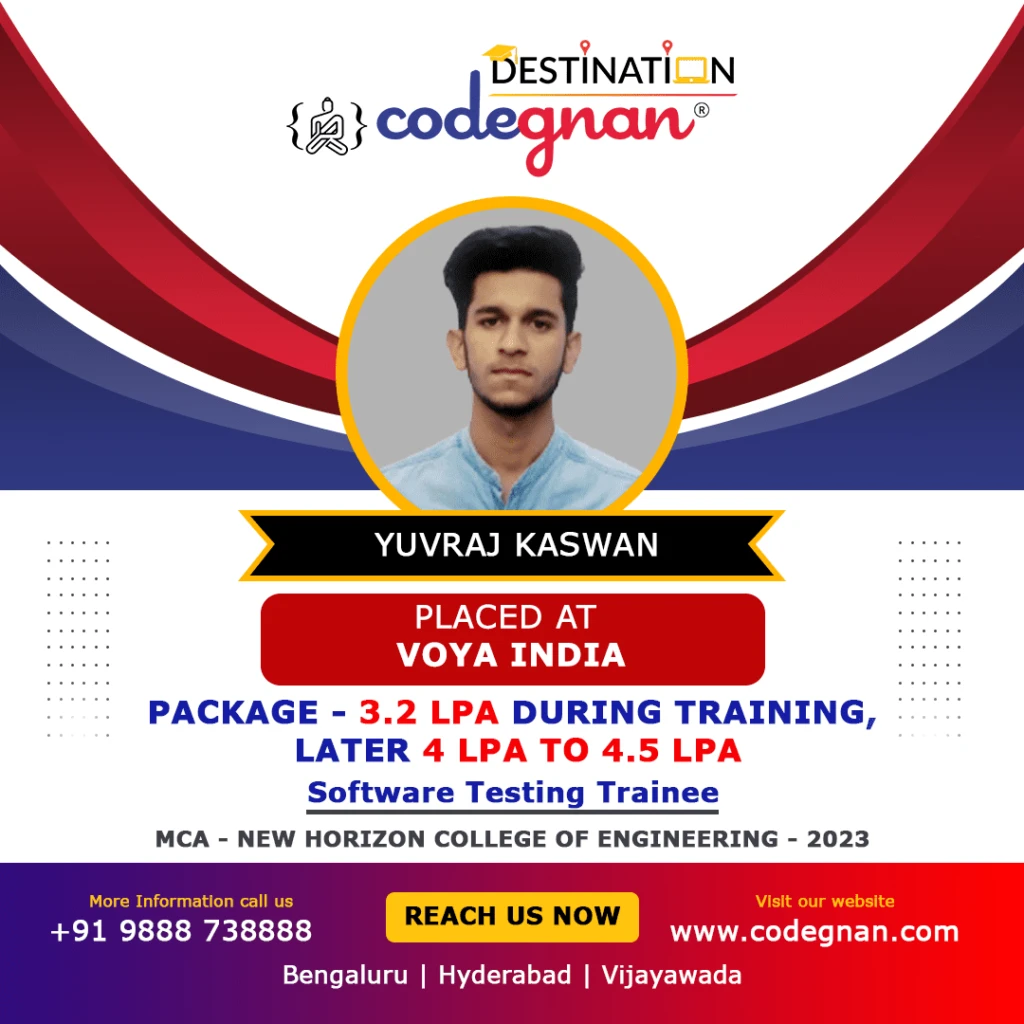 DESTINATION
codegnan®
YUVRAJ KASWAN
PLACED AT
VOYA INDIA
PACKAGE - 3.2 LPA DURING TRAINING,
LATER 4 LPA TO 4.5 LPA
Software Testing Trainee
MCA - NEW HORIZON COLLEGE OF ENGINEERING - 2023
More Information call us
+91 9888 738888
REACH US NOW
Visit our website
www.codegnan.com
Bengaluru | Hyderabad | Vijayawada